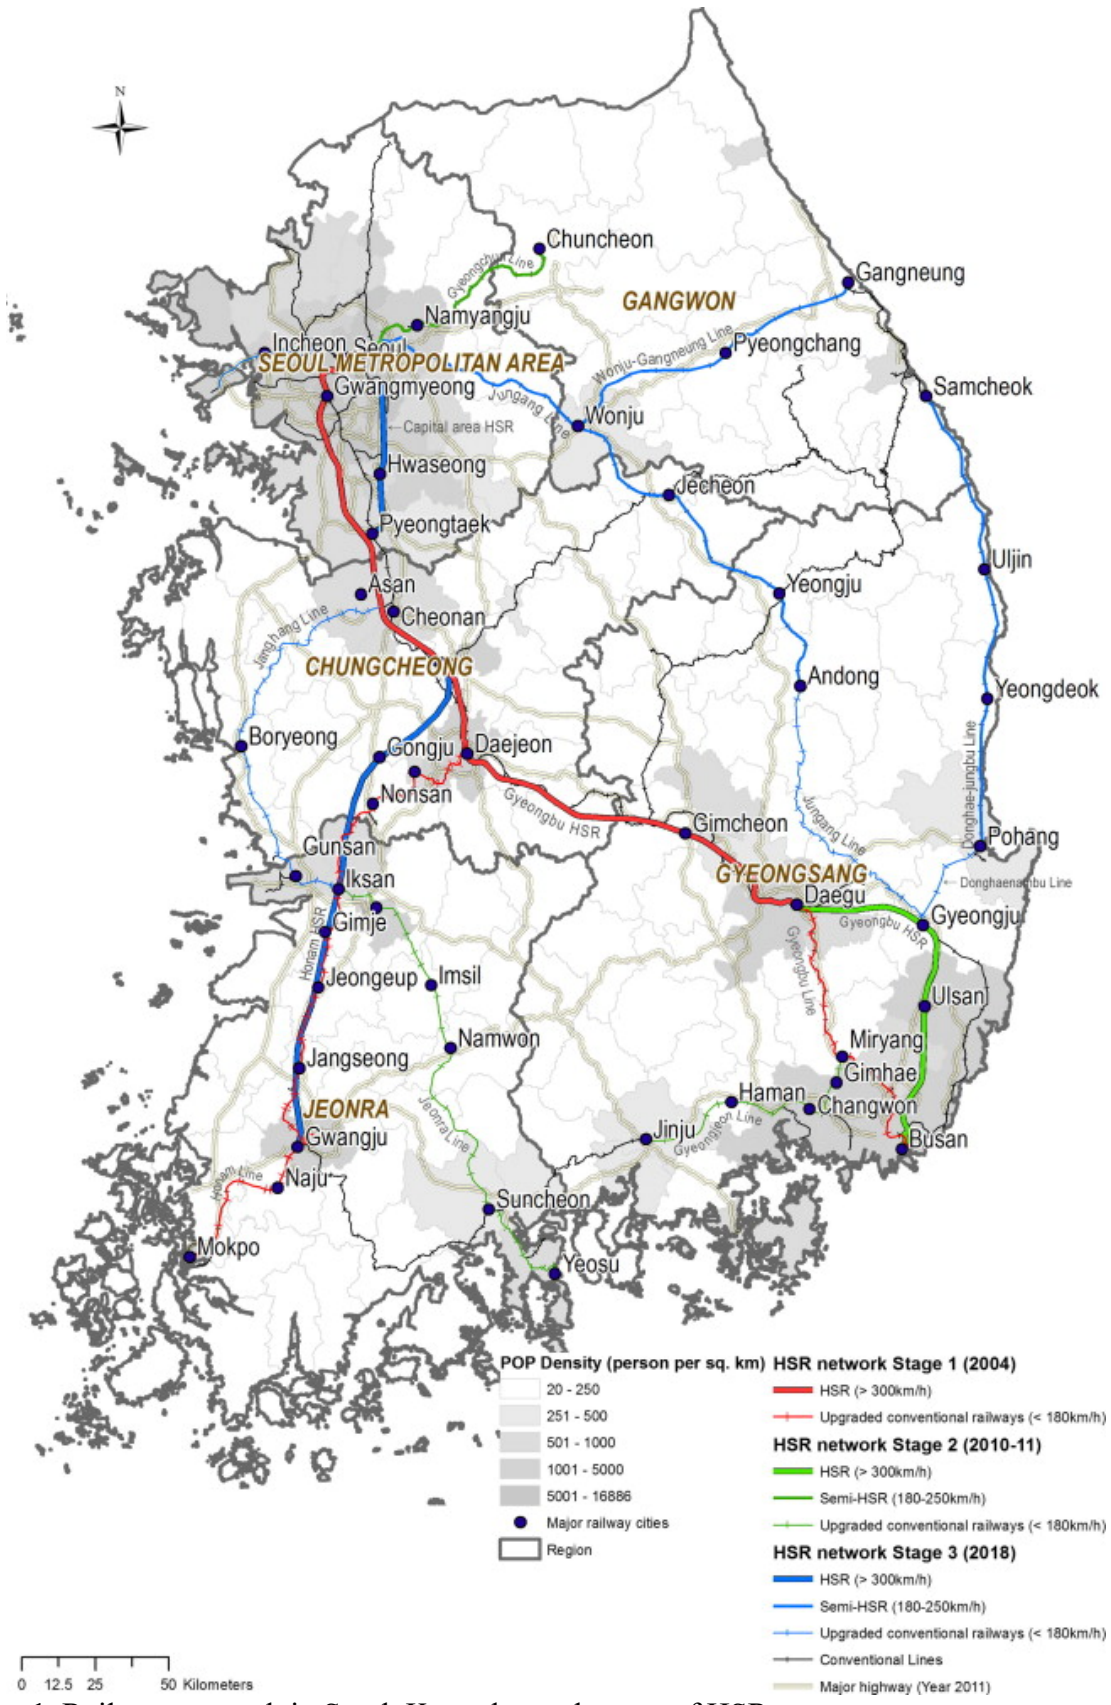 N
Chuncheon
Gyeongchun Line
Gangneung
GANGWON
Namyangju
Incheon
Seoul
Pyeongchang
SEOUL METROPOLITAN AREA
Wonju-Gangneung Line
Gwangmyeong
Samcheok
Jungang Line
Wonju
Capital area HSR
Hwaseong
Jecheon
Pyeongtaek
Uljin
Asan
Yeongju
Cheonan
Janghang Line
CHUNGCHEONG
Andong
Yeongdeok
Boryeong
Gongju
Daejeon
Donghae-jungbu Line
Nonsan
Gyeongbu HSR
Gimcheon
Jungang Line
Pohang
Gunsan
GYEONGSANG
Iksan
Daegu
Donghaenambu Line
Gimje
Gyeongbu HSR
Gyeongju
Honam HSR
Gyeongbu Line
Jeongeup
Imsil
Ulsan
Namwon
Miryang
Jangseong
Gimhae
Haman
Changwon
JEONRA
Jeonra Line
Gyeongjeon Line
Jinju
Gwangju
Busan
Honam Line
Naju
Suncheon
Mokpo
Yeosu
POP Density (person per sq. km)
20 - 250
251 - 500
501 - 1000
1001 - 5000
5001 - 16886
Major railway cities
Region
HSR network Stage 1 (2004)
HSR (> 300km/h)
Upgraded conventional railways (< 180km/h)
HSR network Stage 2 (2010-11)
HSR (> 300km/h)
Semi-HSR (180-250km/h)
Upgraded conventional railways (< 180km/h)
HSR network Stage 3 (2018)
HSR (> 300km/h)
Semi-HSR (180-250km/h)
Upgraded conventional railways (< 180km/h)
Conventional Lines
Major highway (Year 2011)
0 12.5 25 50 Kilometers